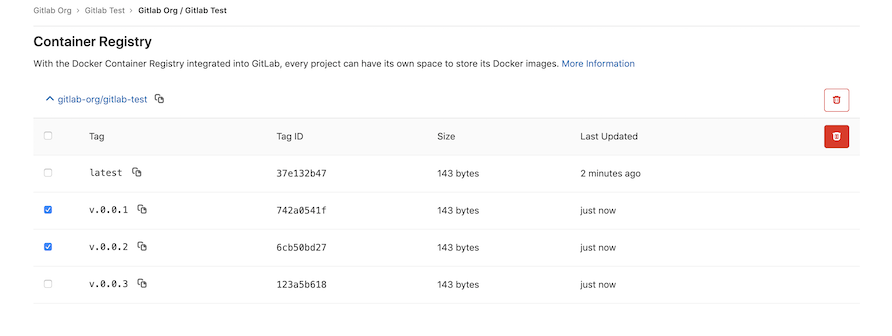 Gitlab Org › Gitlab Test › Gitlab Org / Gitlab Test
Container Registry
With the Docker Container Registry integrated into GitLab, every project can have its own space to store its Docker images. More Information
gitlab-org/gitlab-test
Tag Tag ID Size Last Updated
latest 37e132b47 143 bytes 2 minutes ago
v.0.0.1 742a0541f 143 bytes just now
v.0.0.2 6cb50bd27 143 bytes just now
v.0.0.3 123a5b618 143 bytes just now